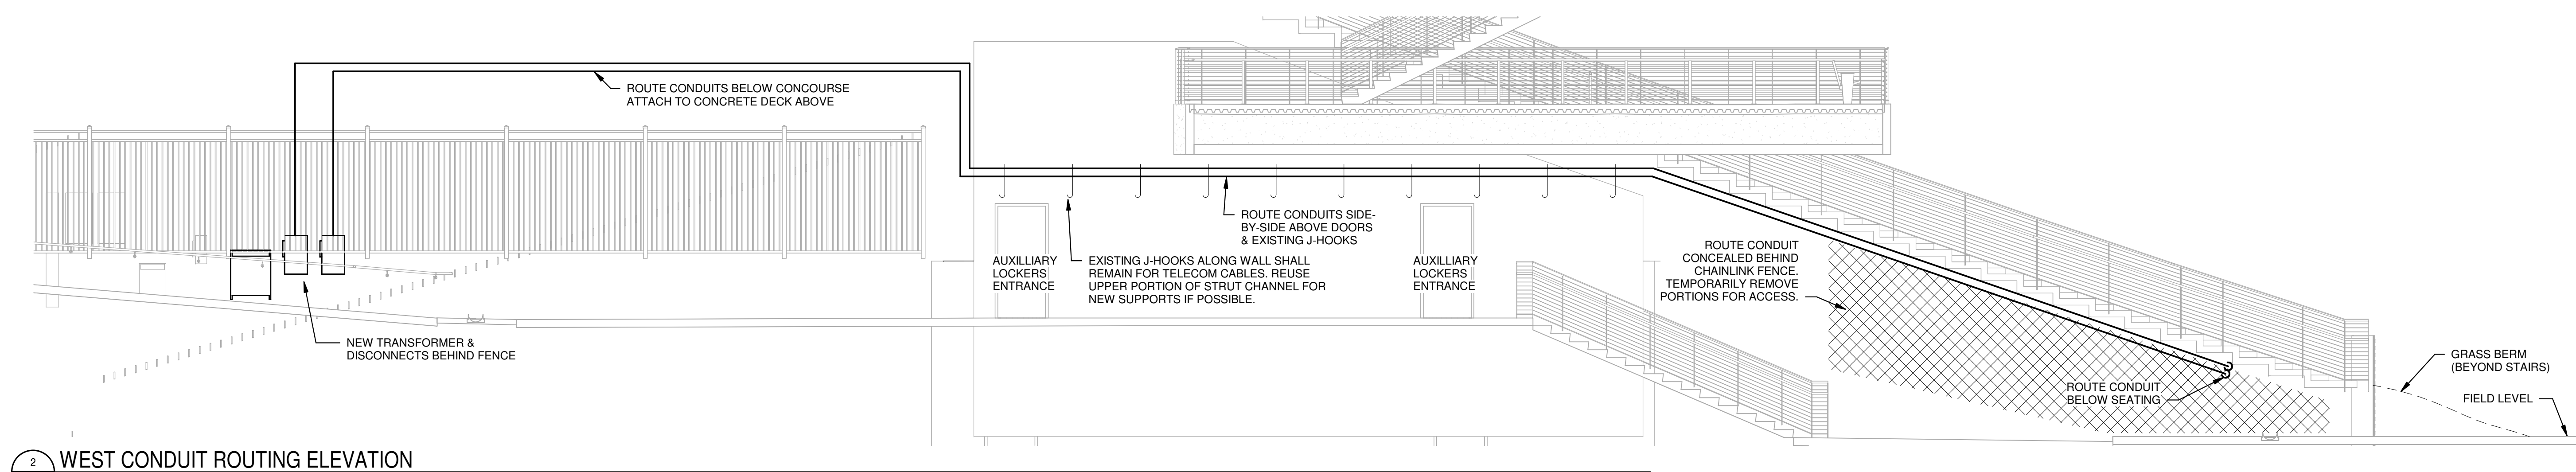 ROUTE CONDUITS BELOW CONCOURSE
ATTACH TO CONCRETE DECK ABOVE
ROUTE CONDUITS SIDE-
BY-SIDE ABOVE DOORS
& EXISTING J-HOOKS
AUXILLIARY
LOCKERS
ENTRANCE
EXISTING J-HOOKS ALONG WALL SHALL
REMAIN FOR TELECOM CABLES. REUSE
UPPER PORTION OF STRUT CHANNEL FOR
NEW SUPPORTS IF POSSIBLE.
AUXILLIARY
LOCKERS
ENTRANCE
ROUTE CONDUIT
CONCEALED BEHIND
CHAINLINK FENCE.
TEMPORARILY REMOVE
PORTIONS FOR ACCESS.
NEW TRANSFORMER &
DISCONNECTS BEHIND FENCE
ROUTE CONDUIT
BELOW SEATING
GRASS BERM
(BEYOND STAIRS)
FIELD LEVEL
2 WEST CONDUIT ROUTING ELEVATION